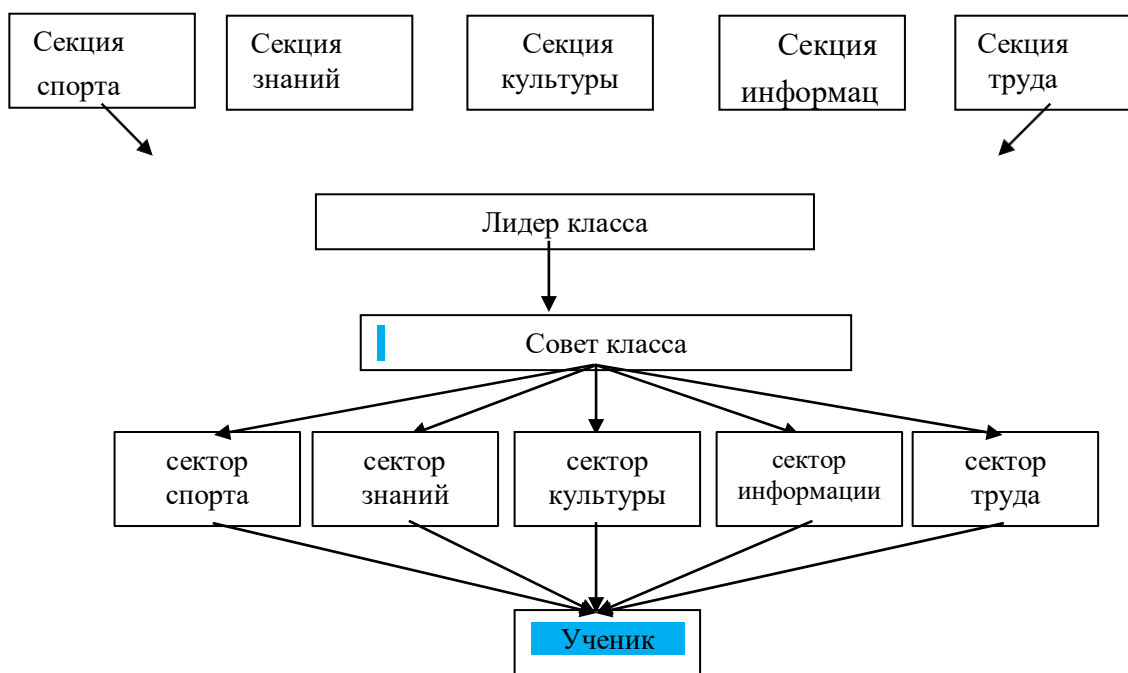 Секция
спорта
Секция
знаний
Секция
культуры
Секция
информац
Секция
труда
Лидер класса
Совет класса
сектор
спорта
сектор
знаний
сектор
культуры
сектор
информации
сектор
труда
Ученик